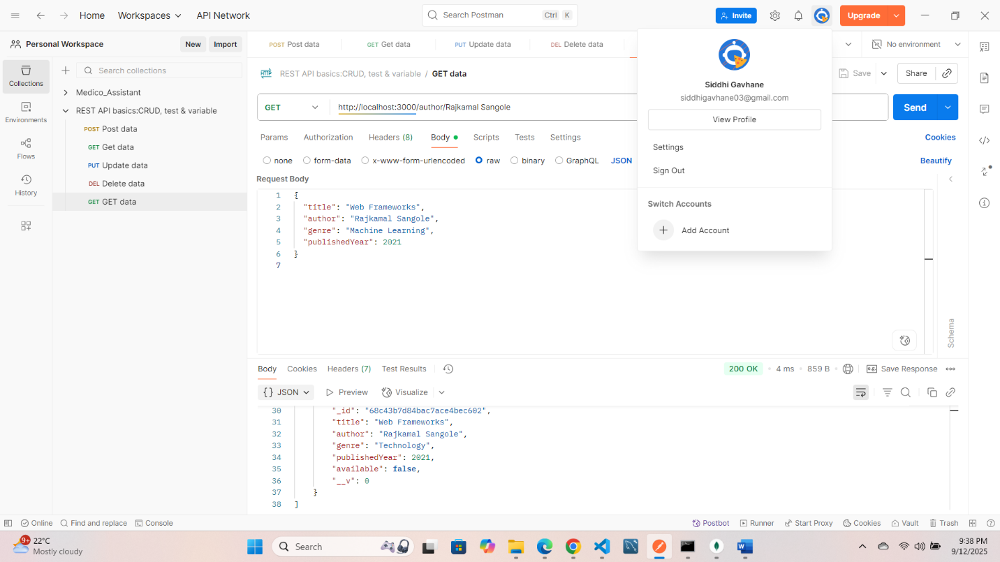 Home Workspaces API Network Search Postman Ctrl K Invite Upgrade
Personal Workspace New Import POST Post data GET Get data PUT Update data DEL Delete data No environment
Collections
Environments
Flows
History
Search collections
Medico_Assistant
REST API basics:CRUD, test & variable
POST Post data
GET Get data
PUT Update data
DEL Delete data
GET GET data
HTTP REST API basics:CRUD, test & variable / GET data Save Share
GET http://localhost:3000/author/Rajkamal Sangole Send
Params Authorization Headers (8) Body Scripts Tests Settings Cookies
none form-data x-www-form-urlencoded raw binary GraphQL JSON Beautify
Request Body
1 {
2 "title": "Web Frameworks",
3 "author": "Rajkamal Sangole",
4 "genre": "Machine Learning",
5 "publishedYear": 2021
6 }
7
Schema
Siddhi Gavhane
siddhigavhane03@gmail.com
View Profile
Settings
Sign Out
Switch Accounts
Add Account
Body Cookies Headers (7) Test Results 200 OK 4 ms 859 B e.g. Save Response
{} JSON Preview Visualize
30 "_id": "68c43b7d84bac7ace4bec602",
31 "title": "Web Frameworks",
32 "author": "Rajkamal Sangole",
33 "genre": "Technology",
34 "publishedYear": 2021,
35 "available": false,
36 "__v": 0
37 }
38 ]
Online Find and replace Console Postbot Runner Start Proxy Cookies Vault Trash
9+ 22°C
Mostly cloudy
Search
9:38 PM
9/12/2025